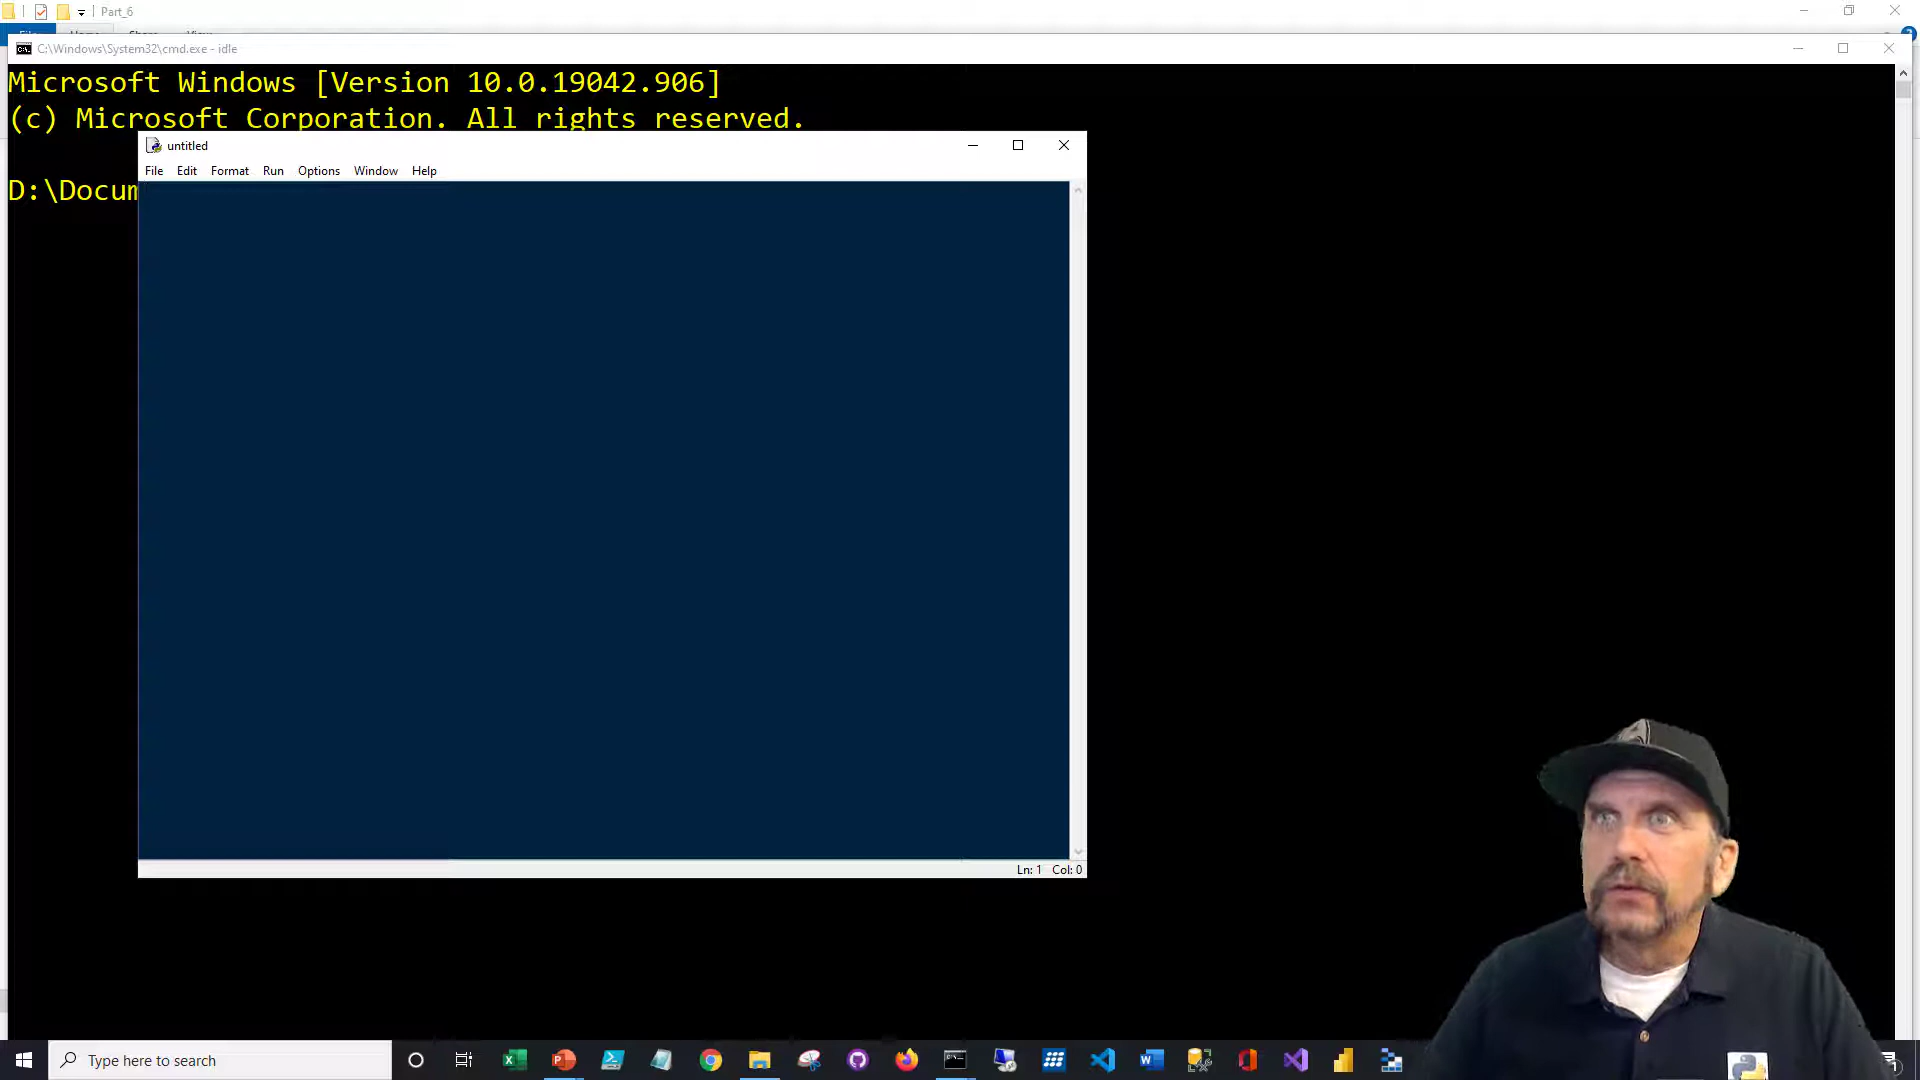 Part_6
C:\Windows\System32\cmd.exe - idle
Microsoft Windows [Version 10.0.19042.906]
(c) Microsoft Corporation. All rights reserved.
untitled
File Edit Format Run Options Window Help
D:\Docum
Ln: 1 Col: 0
Type here to search